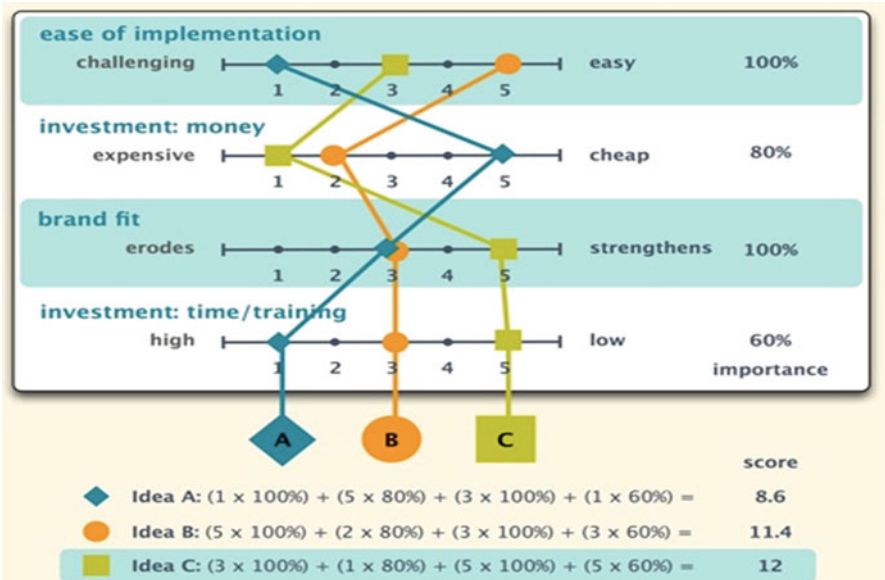 ease of implementation
challenging easy 100%
1 2 3 4 5
investment: money
expensive cheap 80%
1 2 3 4 5
brand fit
erodes strengthens 100%
1 2 3 4 5
investment: time/training
high low 60%
1 2 3 4 5 importance
A B C
score
Idea A: (1 x 100%) + (5 x 80%) + (3 x 100%) + (1 x 60%) = 8.6
Idea B: (5 x 100%) + (2 x 80%) + (3 x 100%) + (3 x 60%) = 11.4
Idea C: (3 x 100%) + (1 x 80%) + (5 x 100%) + (5 x 60%) = 12